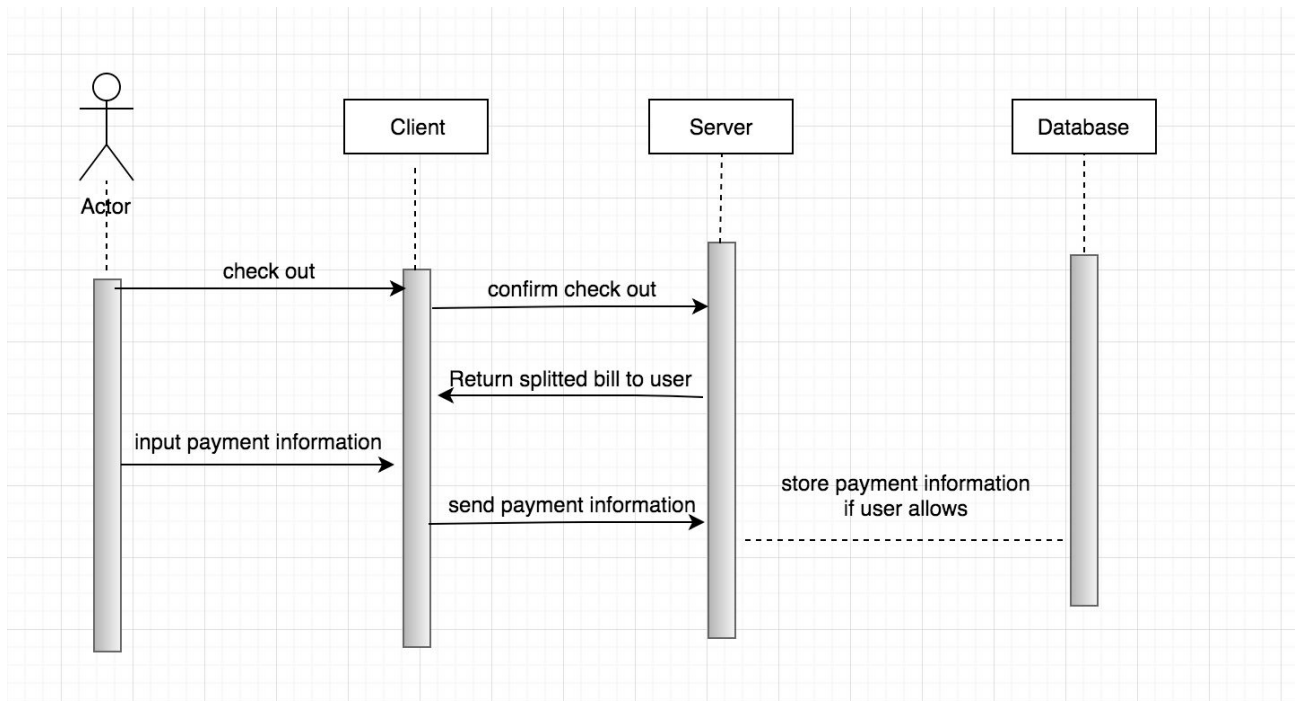 Client
Server
Database
Actor
check out
confirm check out
Return splitted bill to user
input payment information
send payment information
store payment information
if user allows